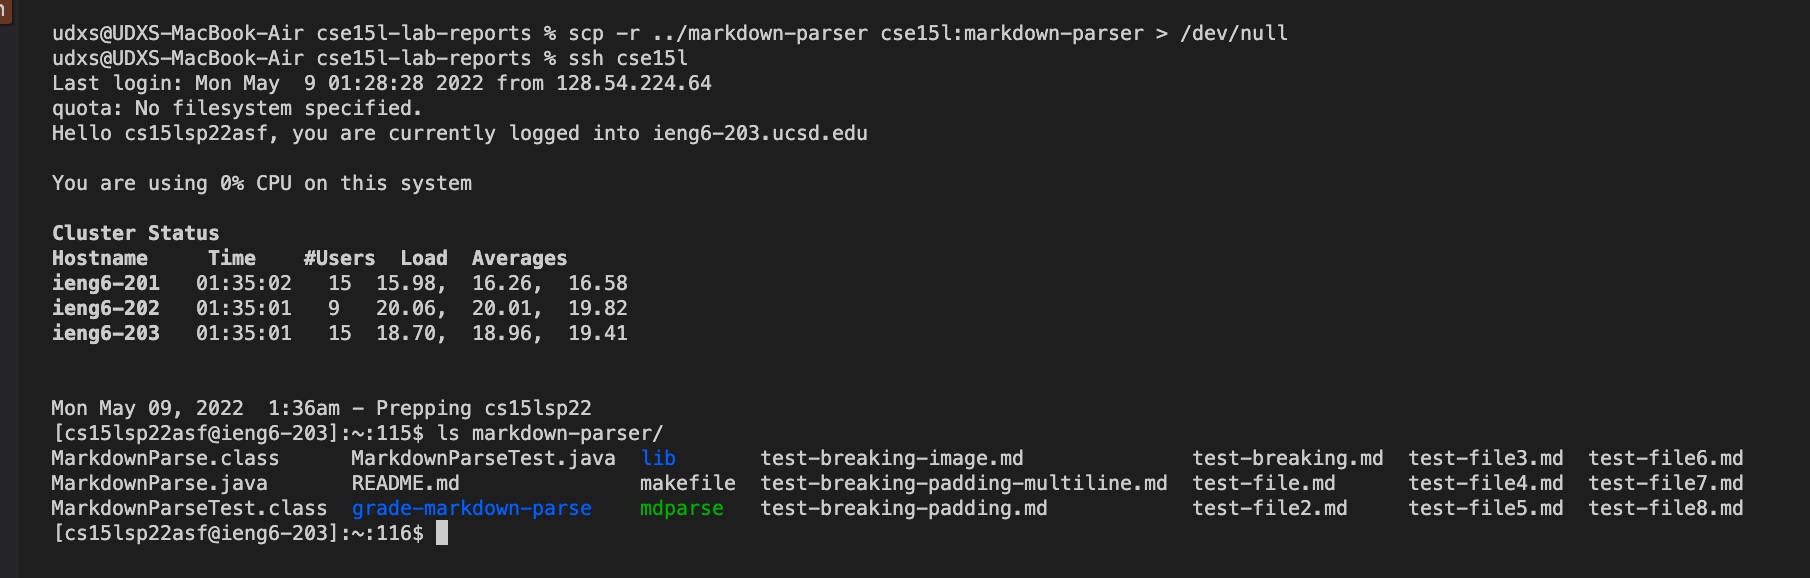 udxs@UDXS-MacBook-Air cse15l-lab-reports % scp -r ../markdown-parser cse15l:markdown-parser > /dev/null
udxs@UDXS-MacBook-Air cse15l-lab-reports % ssh cse15l
Last login: Mon May  9 01:28:28 2022 from 128.54.224.64
quota: No filesystem specified.
Hello cs15lsp22asf, you are currently logged into ieng6-203.ucsd.edu

You are using 0% CPU on this system

Cluster Status
Hostname     Time    #Users  Load  Averages
ieng6-201   01:35:02   15  15.98,  16.26,  16.58
ieng6-202   01:35:01   9   20.06,  20.01,  19.82
ieng6-203   01:35:01   15  18.70,  18.96,  19.41

Mon May 09, 2022  1:36am - Prepping cs15lsp22
[cs15lsp22asf@ieng6-203]:~:115$ ls markdown-parser/
MarkdownParse.class      MarkdownParseTest.java  lib       test-breaking-image.md              test-breaking.md  test-file3.md  test-file6.md
MarkdownParse.java       README.md               makefile  test-breaking-padding-multiline.md  test-file.md      test-file4.md  test-file7.md
MarkdownParseTest.class  grade-markdown-parse    mdparse   test-breaking-padding.md            test-file2.md     test-file5.md  test-file8.md
[cs15lsp22asf@ieng6-203]:~:116$